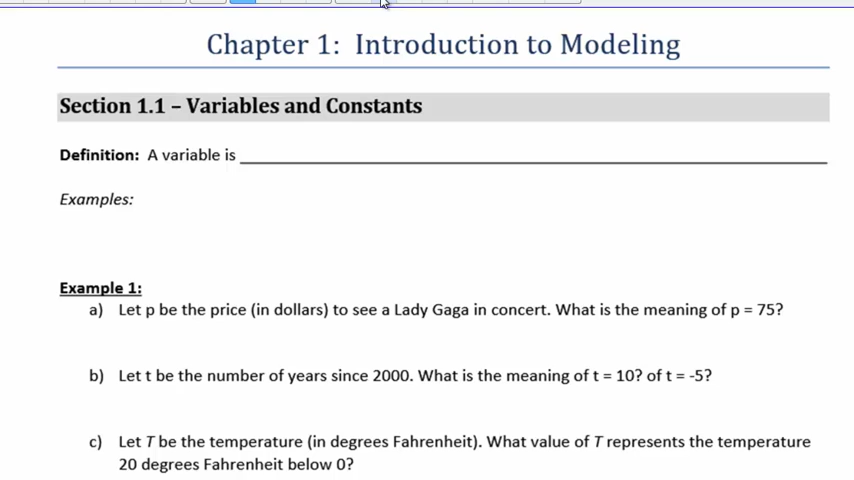 Chapter 1: Introduction to Modeling
Section 1.1 – Variables and Constants
Definition: A variable is
Examples:
Example 1:
a) Let p be the price (in dollars) to see a Lady Gaga in concert. What is the meaning of p = 75?
b) Let t be the number of years since 2000. What is the meaning of t = 10? of t = -5?
c) Let T be the temperature (in degrees Fahrenheit). What value of T represents the temperature
20 degrees Fahrenheit below 0?